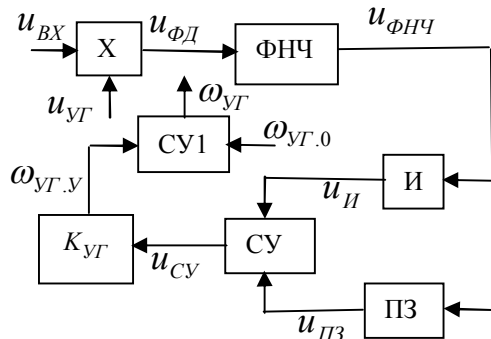 u_ВХ
X
u_ФД
ФНЧ
u_ФНЧ
u_УГ
ω_УГ
СУ1
ω_УГ.0
ω_УГ.У
u_И
И
K_УГ
u_СУ
СУ
u_ПЗ
ПЗ